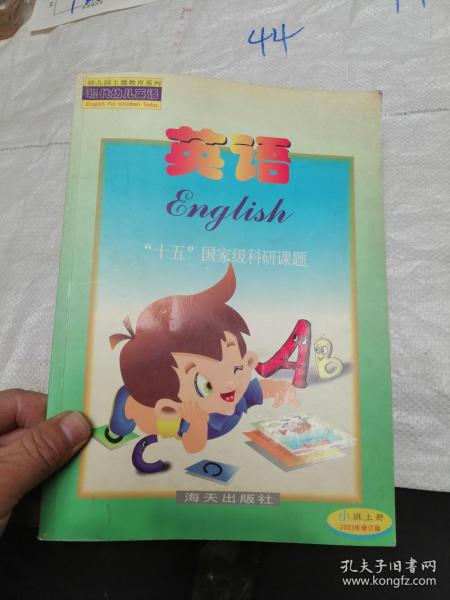 44
幼儿园主题教育系列
现代幼儿英语
English For Children Today
英语
English
“十五”国家级科研课题
A
B
C
C
海天出版社
小班上册
2003年修订版
孔夫子旧书网
www.kongfz.com